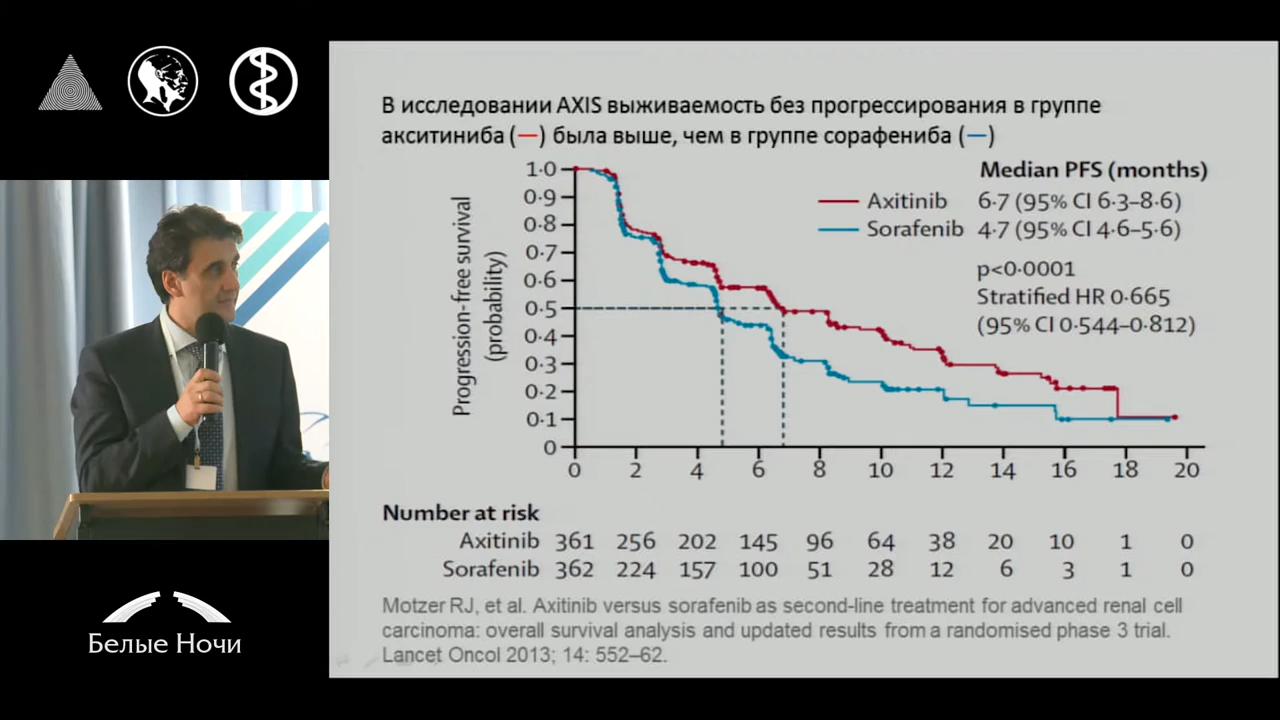 В исследовании AXIS выживаемость без прогрессирования в группе
акситиниба (—) была выше, чем в группе сорафениба (—)
Median PFS (months)
Axitinib 6·7 (95% CI 6·3–8·6)
Sorafenib 4·7 (95% CI 4·6–5·6)
p<0·0001
Stratified HR 0·665
(95% CI 0·544–0·812)
Progression-free survival
(probability)
1·0
0·9
0·8
0·7
0·6
0·5
0·4
0·3
0·2
0·1
0
0 2 4 6 8 10 12 14 16 18 20
Number at risk
Axitinib 361 256 202 145 96 64 38 20 10 1 0
Sorafenib 362 224 157 100 51 28 12 6 3 1 0
Motzer RJ, et al. Axitinib versus sorafenib as second-line treatment for advanced renal cell
carcinoma: overall survival analysis and updated results from a randomised phase 3 trial.
Lancet Oncol 2013; 14: 552–62.
Белые Ночи